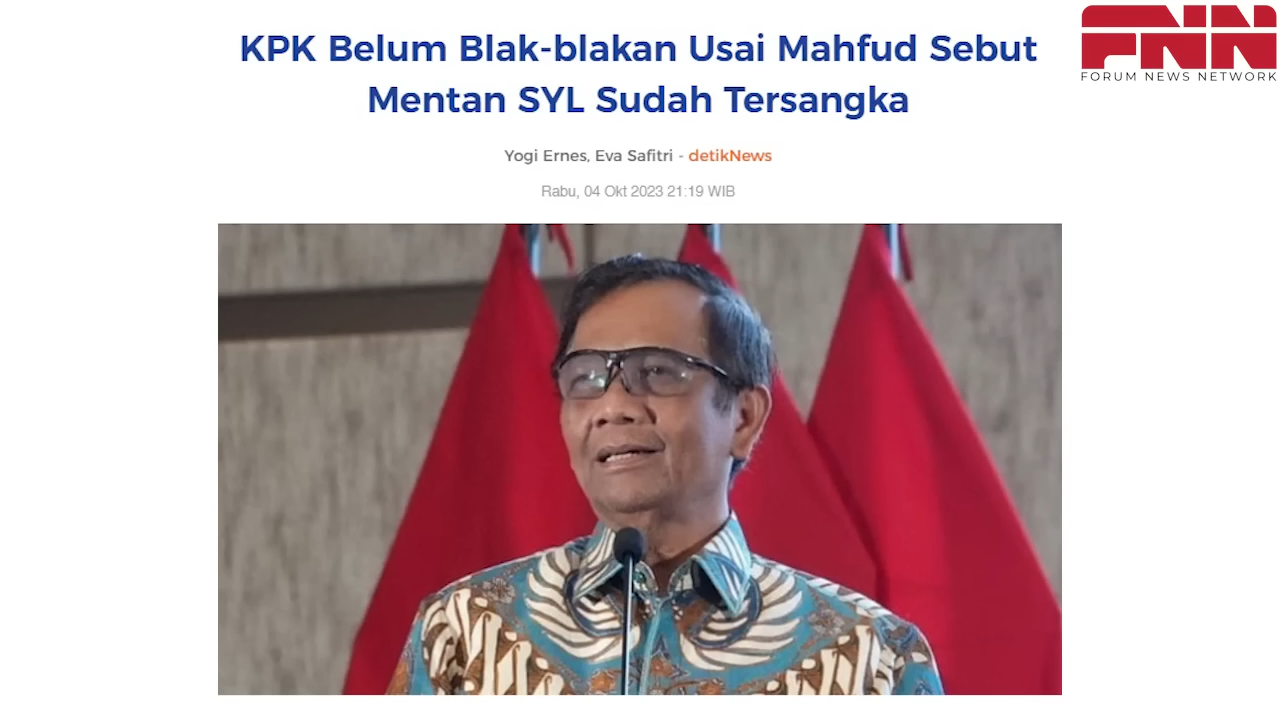 FNN
FORUM NEWS NETWORK
KPK Belum Blak-blakan Usai Mahfud Sebut
Mentan SYL Sudah Tersangka
Yogi Ernes, Eva Safitri - detikNews
Rabu, 04 Okt 2023 21:19 WIB